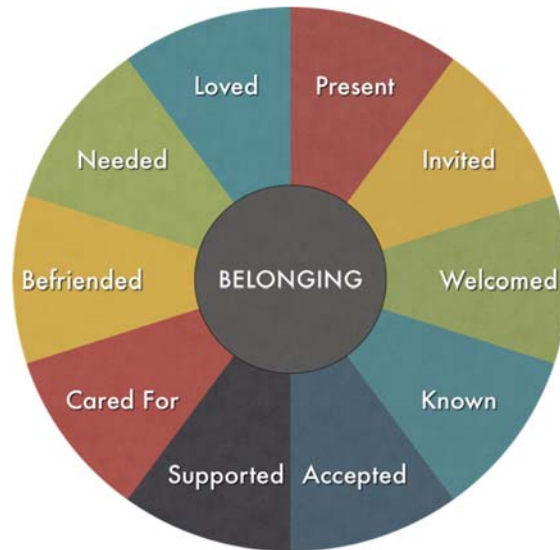 Loved
Present
Needed
Invited
Befriended
BELONGING
Welcomed
Cared For
Known
Supported
Accepted